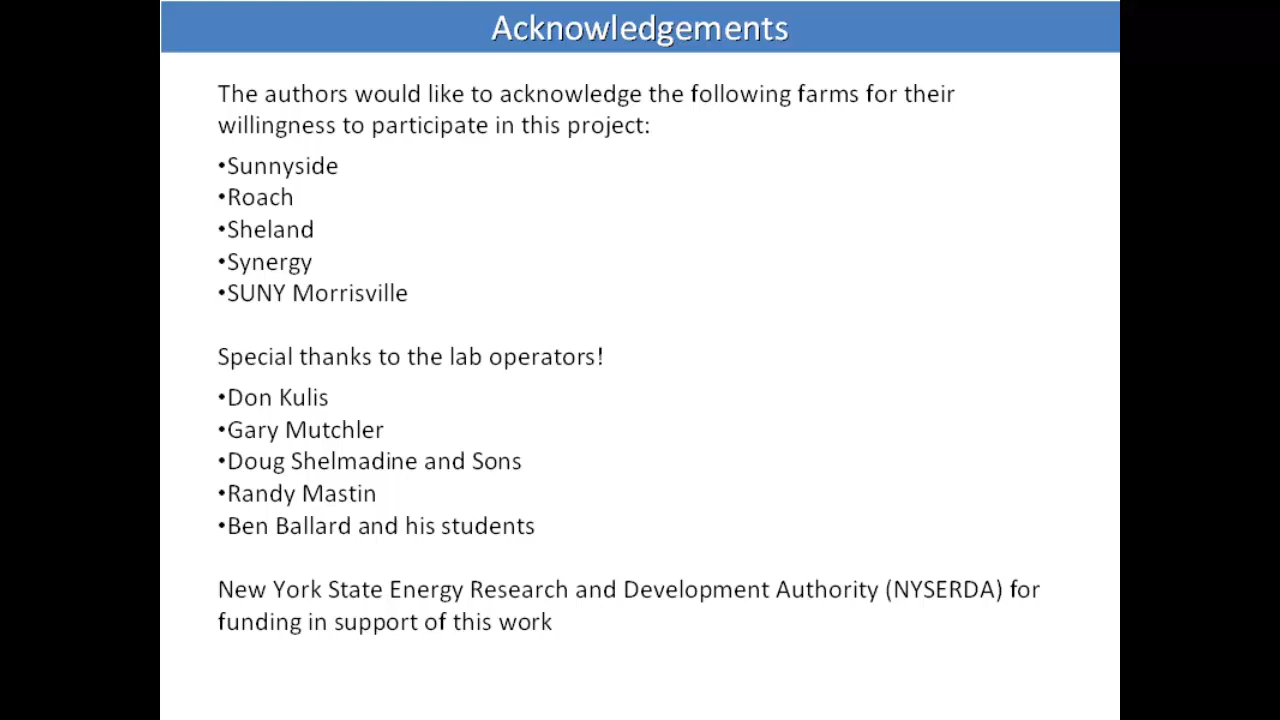 Acknowledgements
The authors would like to acknowledge the following farms for their
willingness to participate in this project:
•Sunnyside
•Roach
•Sheland
•Synergy
•SUNY Morrisville
Special thanks to the lab operators!
•Don Kulis
•Gary Mutchler
•Doug Shelmadine and Sons
•Randy Mastin
•Ben Ballard and his students
New York State Energy Research and Development Authority (NYSERDA) for
funding in support of this work